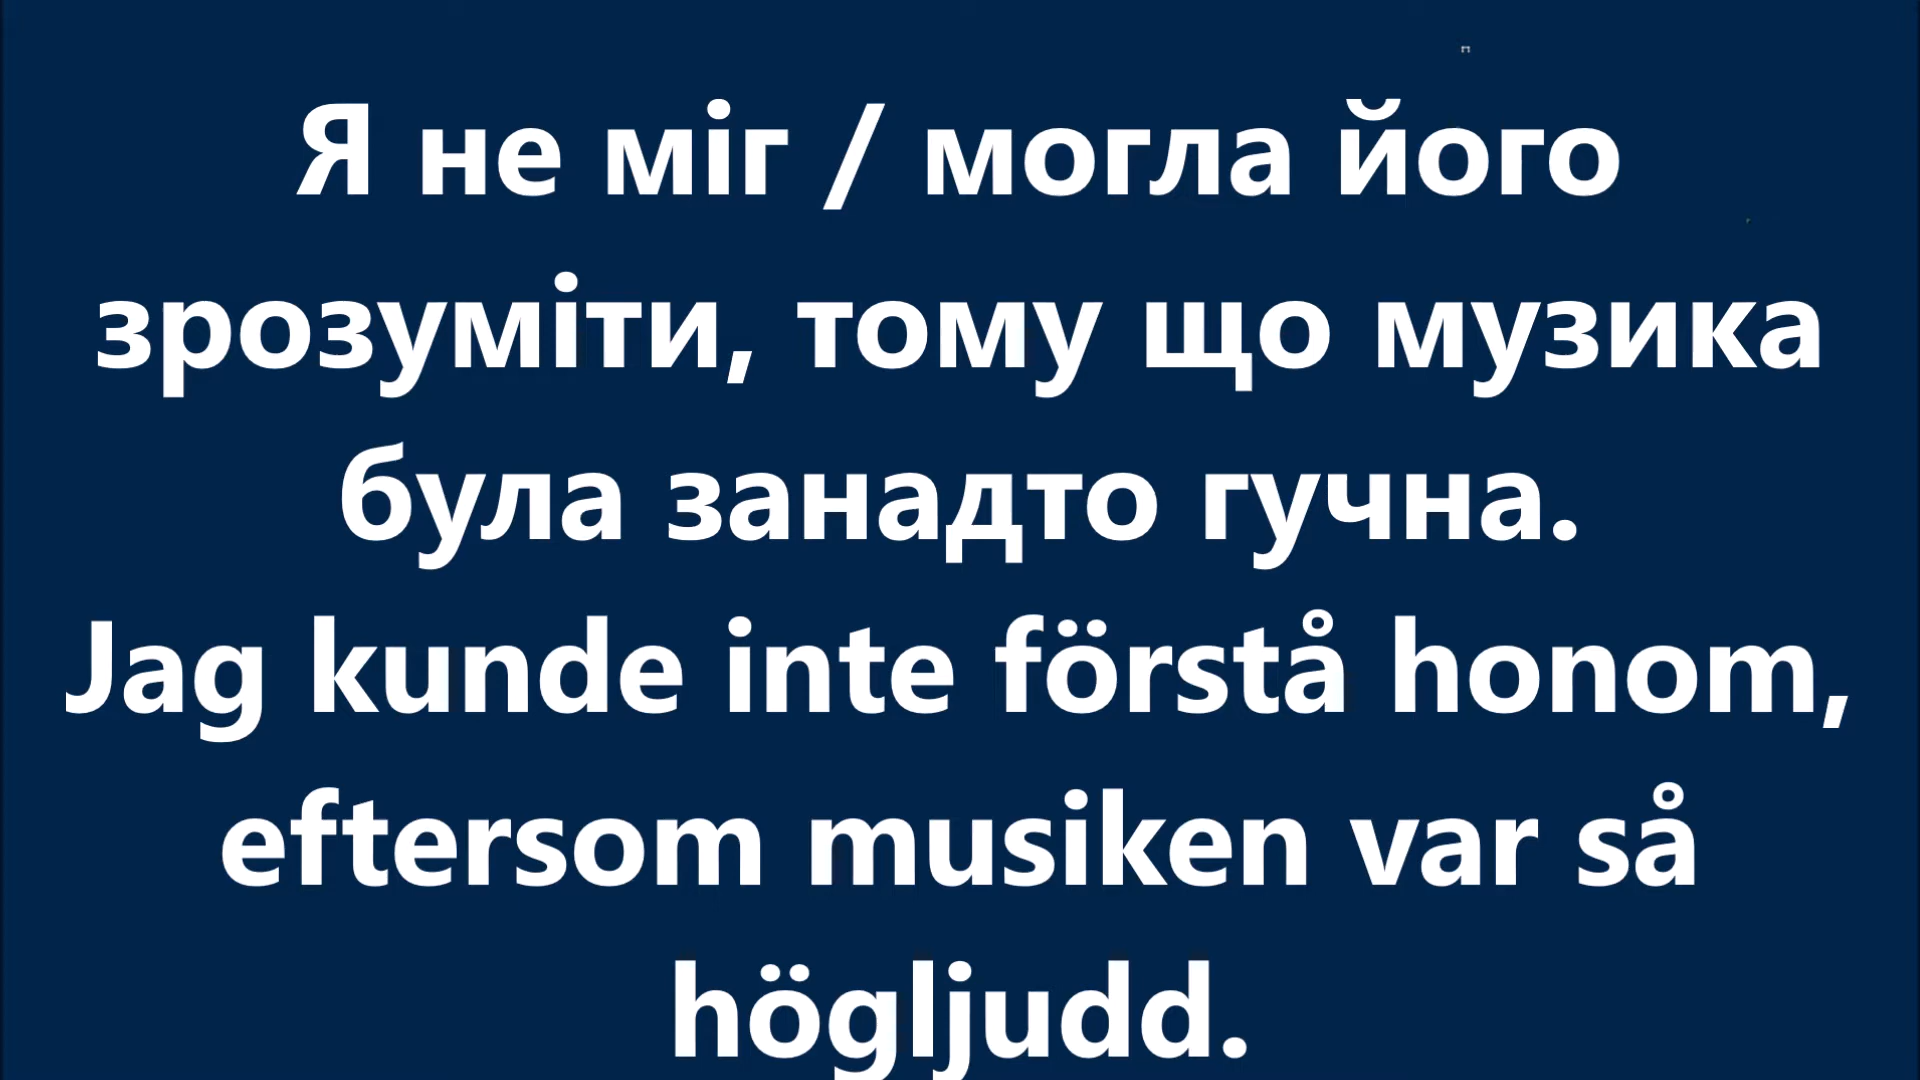 Я не міг / могла його
зрозуміти, тому що музика
була занадто гучна.
Jag kunde inte förstå honom,
eftersom musiken var så
högljudd.